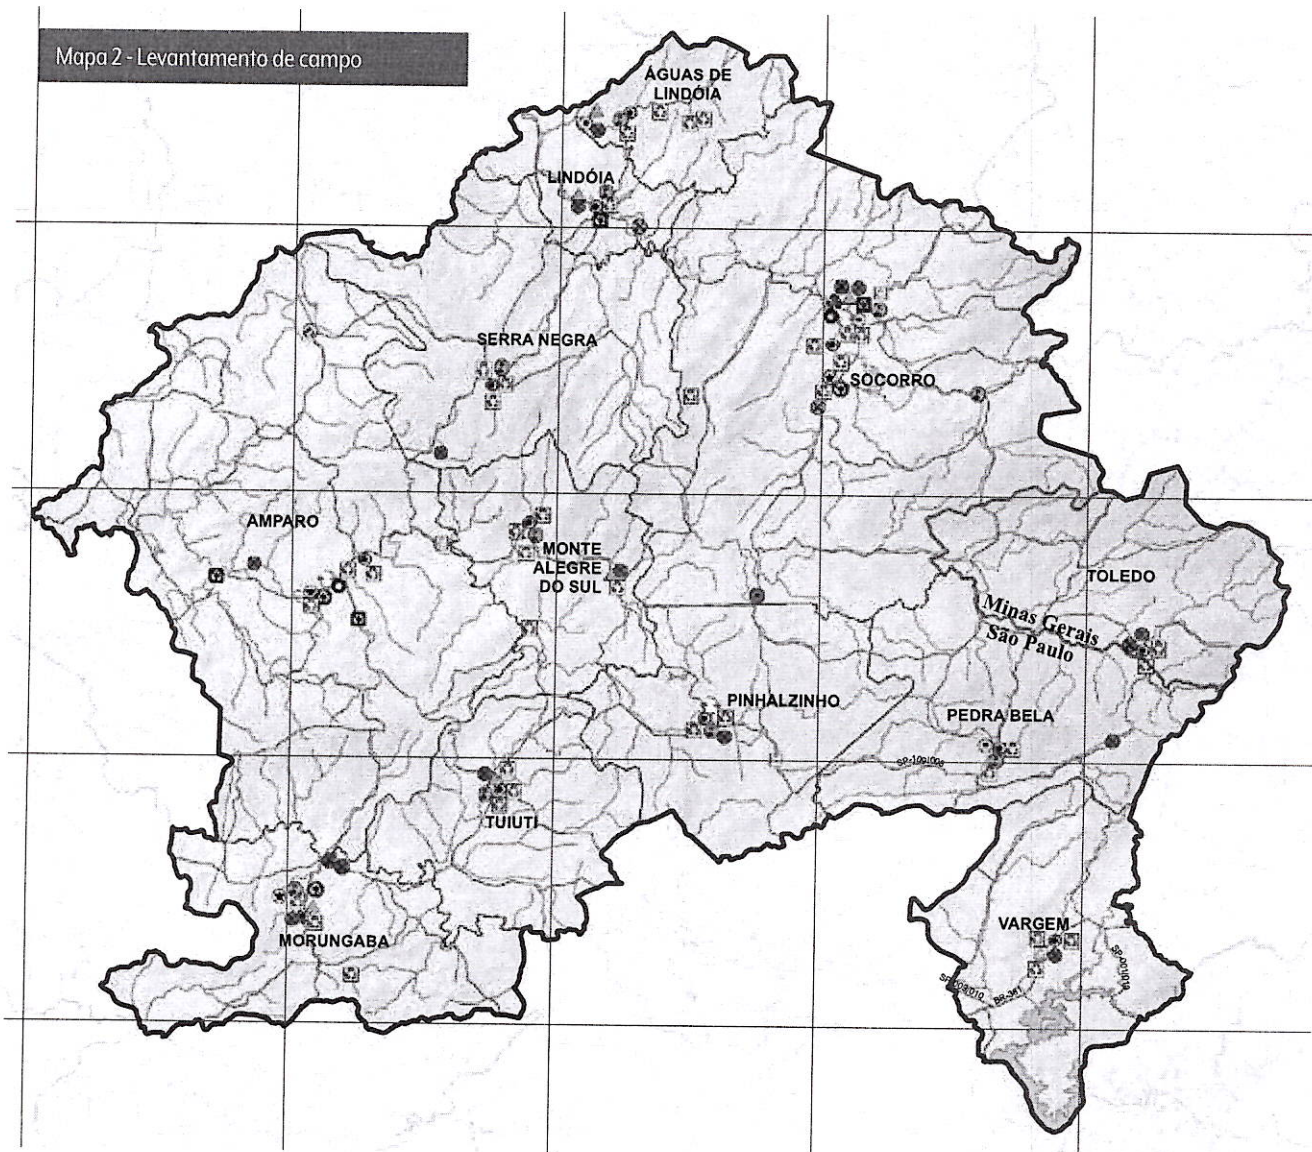 Mapa 2 - Levantamento de campo
ÁGUAS DE
LINDÓIA
LINDÓIA
SERRA NEGRA
SOCORRO
AMPARO
MONTE
ALEGRE
DO SUL
TOLEDO
Minas Gerais
São Paulo
PINHALZINHO
PEDRA BELA
TUIUTI
VARGEM
MORUNGABA
BR-381